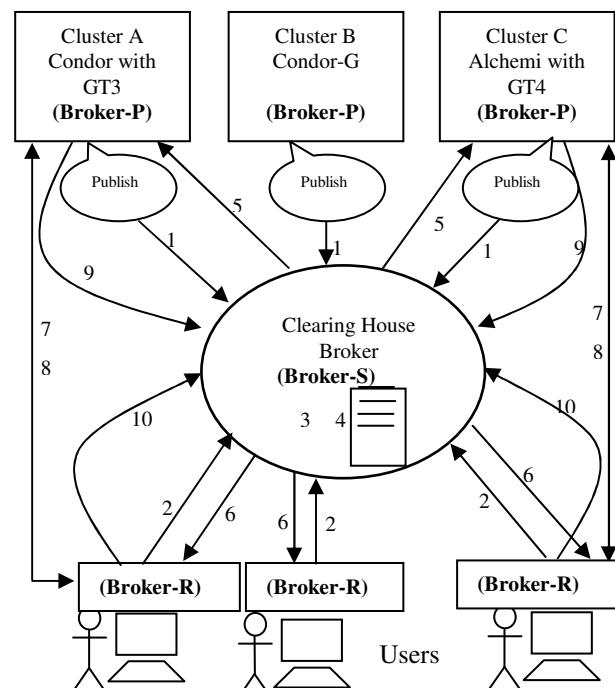 Cluster A
Condor with
GT3
(Broker-P)
Cluster B
Condor-G
(Broker-P)
Cluster C
Alchemi with
GT4
(Broker-P)
Publish
Publish
Publish
5
5
1
1
1
9
9
7
8
7
8
Clearing House
Broker
(Broker-S)
3 4
10
10
2
6
6
2
2
6
(Broker-R)
(Broker-R)
(Broker-R)
Users